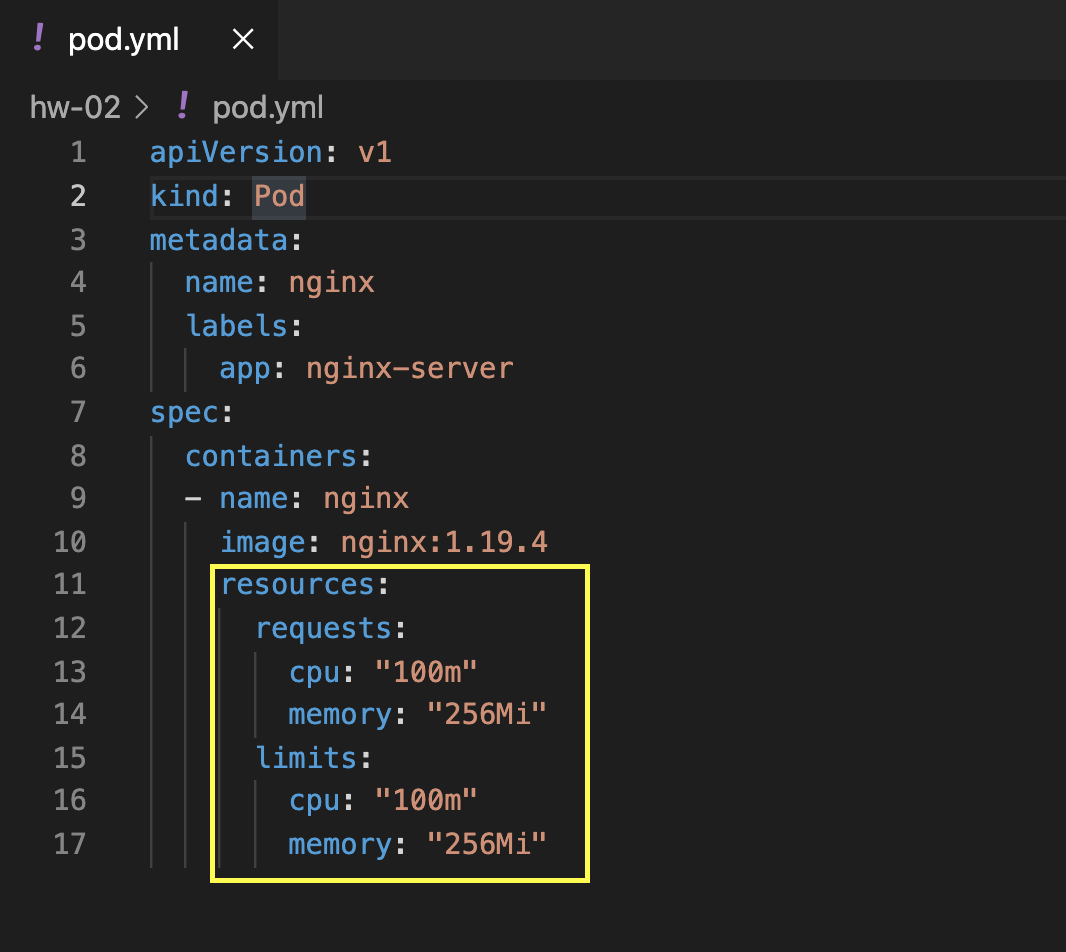 ! pod.yml ×
hw-02 > ! pod.yml
1 apiVersion: v1
2 kind: Pod
3 metadata:
4   name: nginx
5   labels:
6     app: nginx-server
7 spec:
8   containers:
9   - name: nginx
10     image: nginx:1.19.4
11     resources:
12       requests:
13         cpu: "100m"
14         memory: "256Mi"
15       limits:
16         cpu: "100m"
17         memory: "256Mi"